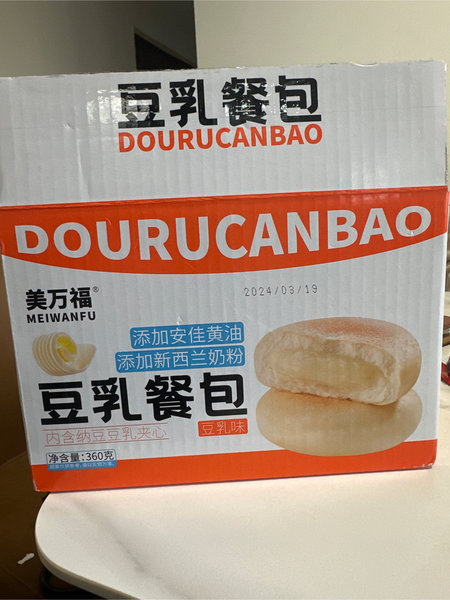 豆乳餐包
DOURUCANBAO
DOURUCANBAO
美万福®
MEIWANFU
2024/03/19
添加安佳黄油
添加新西兰奶粉
豆乳餐包
内含纳豆豆乳夹心
豆乳味
净含量:360克